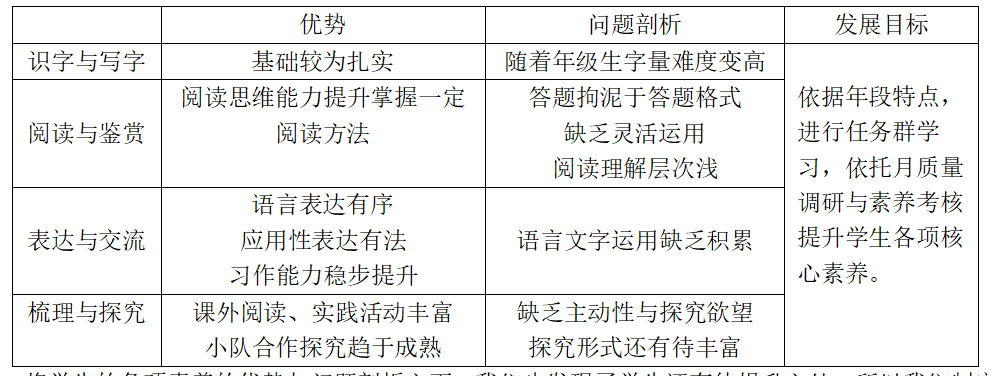 优势 问题剖析 发展目标
识字与写字 基础较为扎实 随着年级生字量难度变高
阅读与鉴赏 阅读思维能力提升掌握一定
阅读方法
答题拘泥于答题格式
缺乏灵活运用
阅读理解层次浅
表达与交流 语言表达有序
应用性表达有法
习作能力稳步提升
语言文字运用缺乏积累
梳理与探究 课外阅读、实践活动丰富
小队合作探究趋于成熟
缺乏主动性与探究欲望
探究形式还有待丰富
依据年段特点，
进行任务群学
习，依托月质量
调研与素养考核
提升学生各项核
心素养。